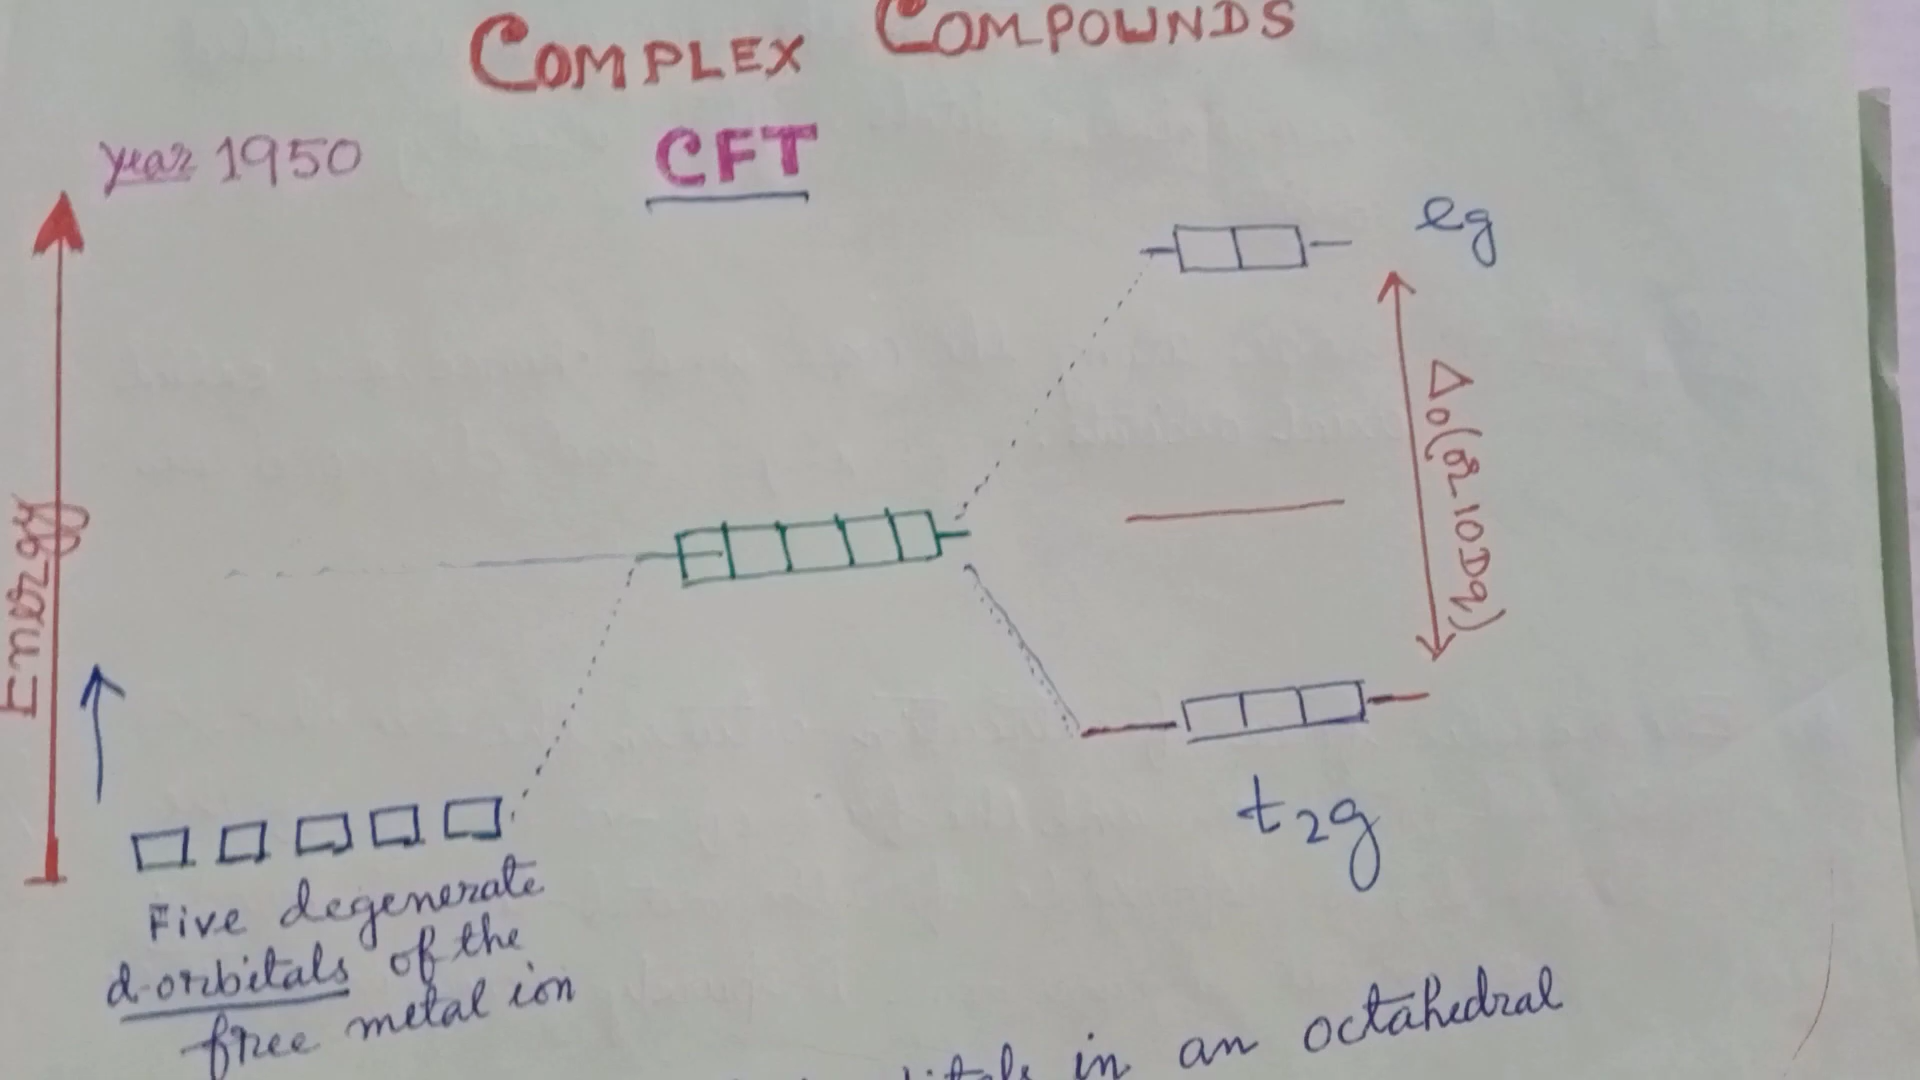 COMPLEX COMPOUNDS
year 1950
CFT
eg
Energy
Δ₀ (or 10Dq)
t₂g
Five degenerate
d-orbitals of the
free metal ion
in an octahedral